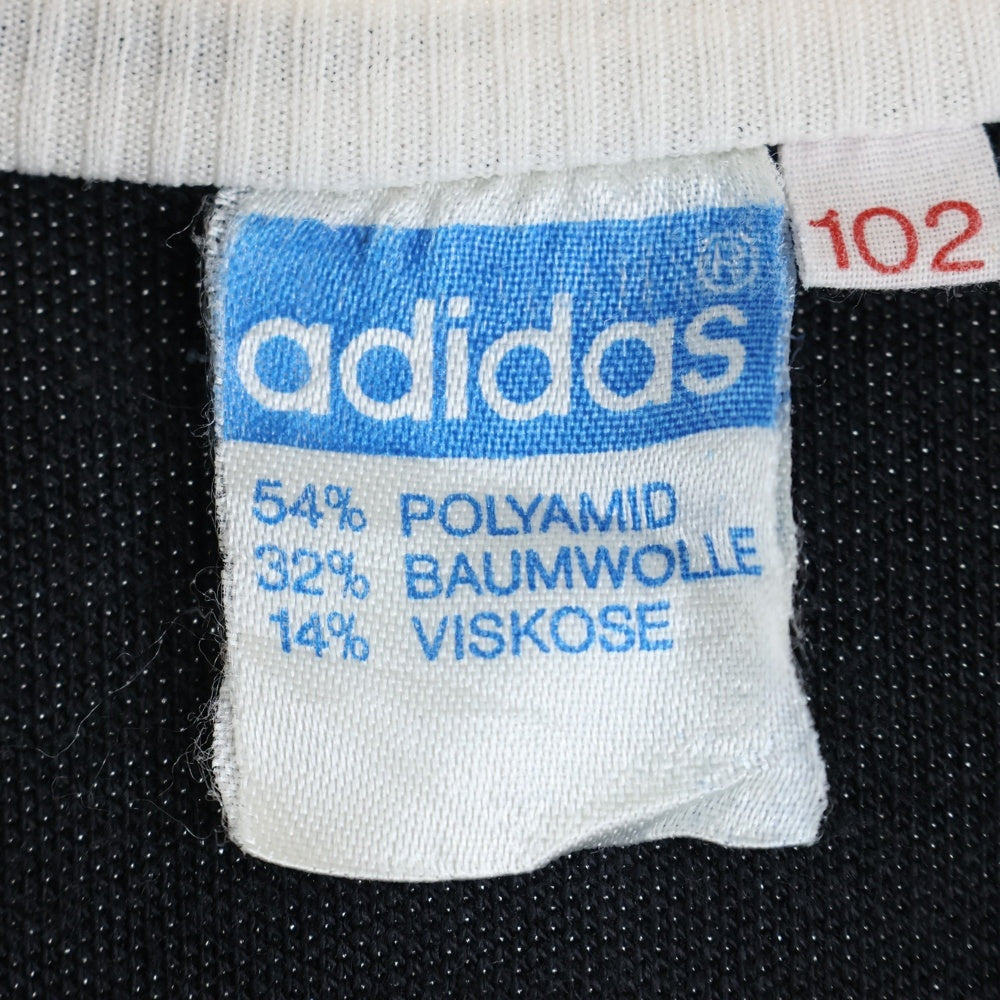 102
®
adidas
54% POLYAMID
32% BAUMWOLLE
14% VISKOSE